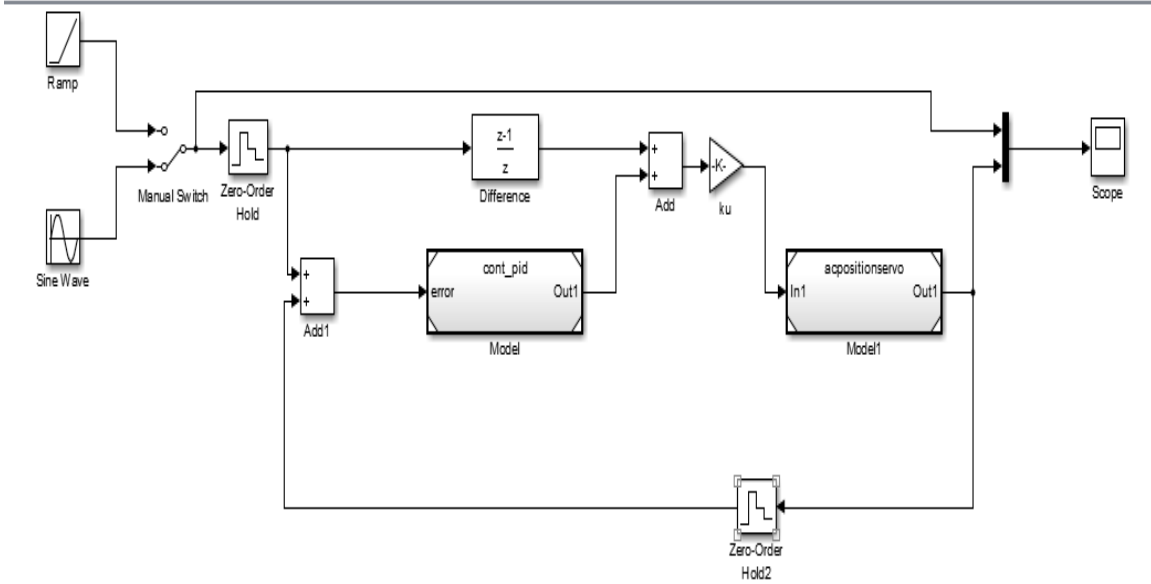 Ramp
Manual Switch
Sine Wave
Zero-Order
Hold
z-1
z
Difference
+
+
Add
-K-
ku
Scope
+
+
Add1
cont_pid
error
Out1
Model
acpositionservo
In1
Out1
Model1
Zero-Order
Hold2